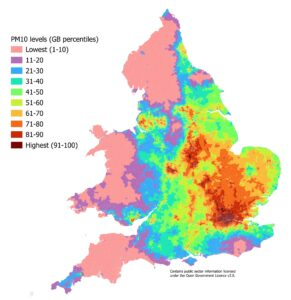 PM10 levels (GB percentiles)
Lowest (1-10)
11-20
21-30
31-40
41-50
51-60
61-70
71-80
81-90
Highest (91-100)
Contains public sector information licensed
under the Open Government Licence v3.0.